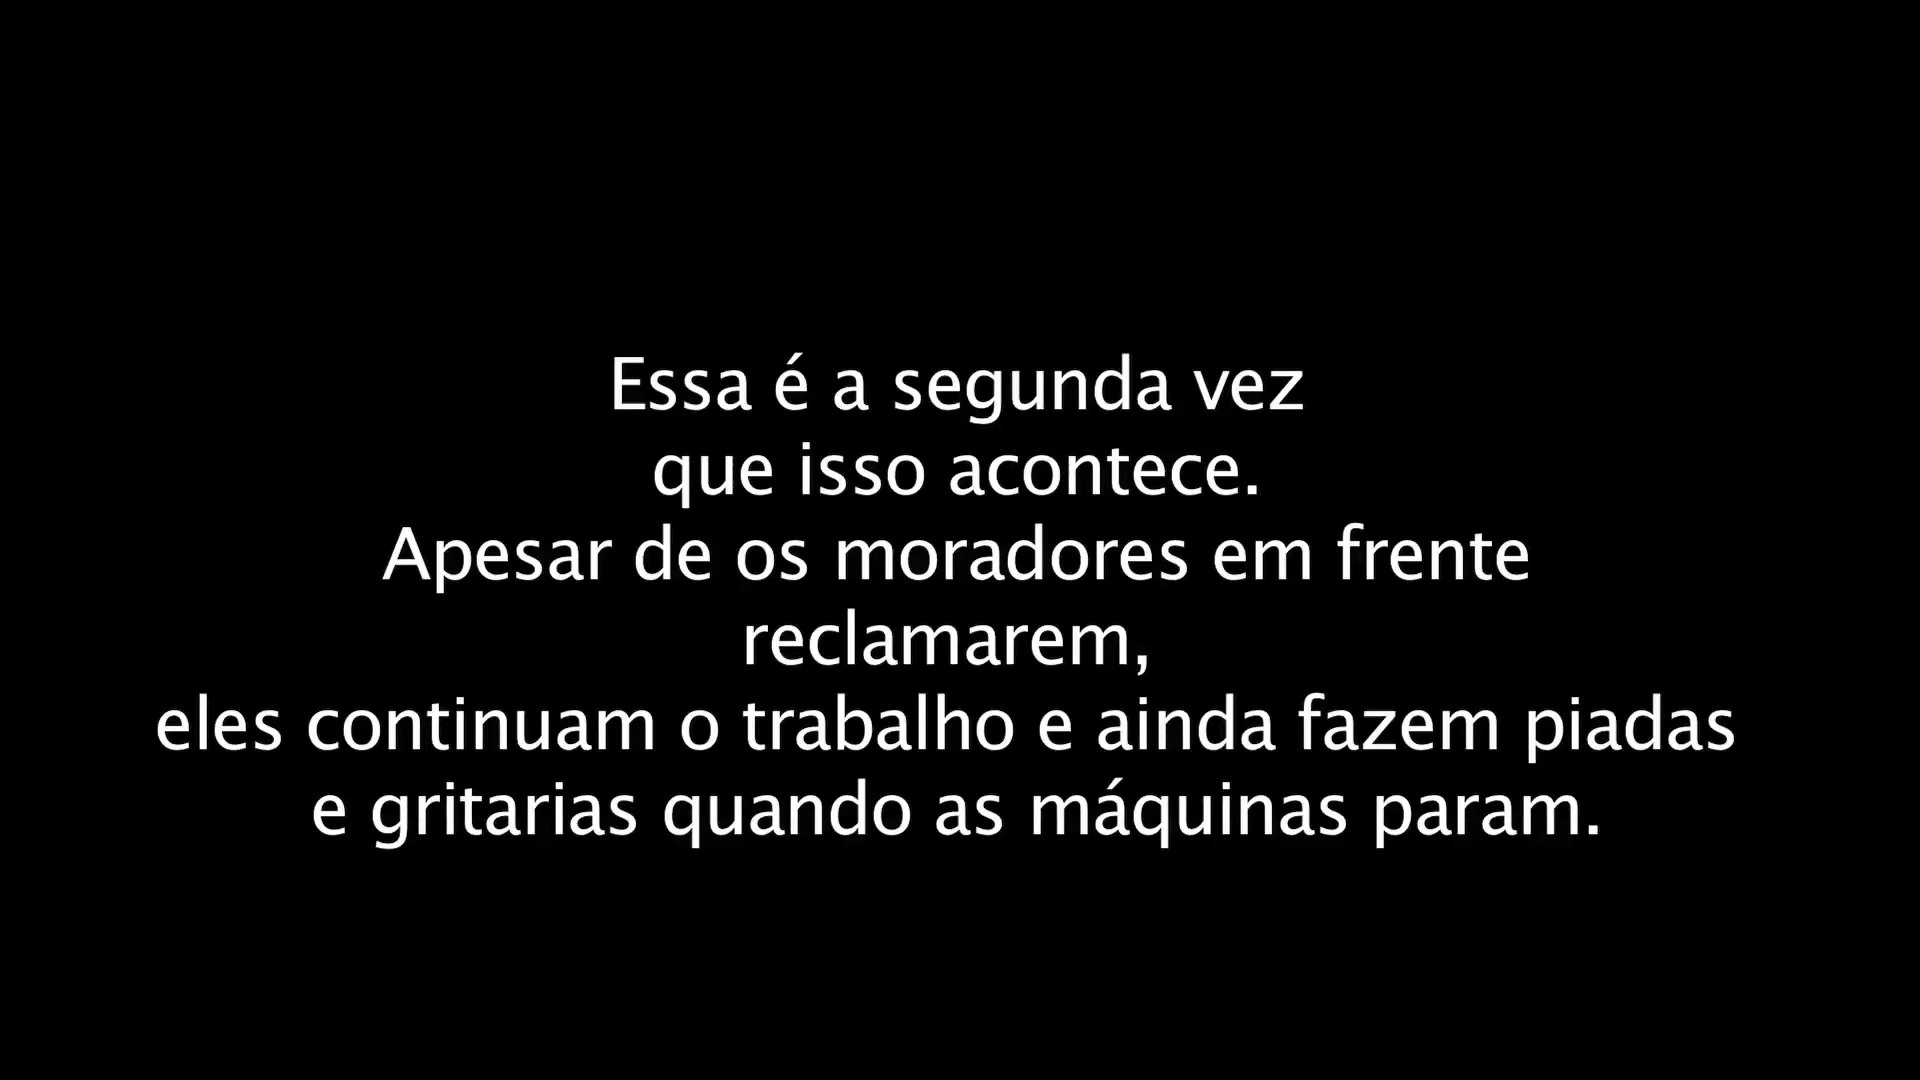 Essa é a segunda vez
que isso acontece.
Apesar de os moradores em frente
reclamarem,
eles continuam o trabalho e ainda fazem piadas
e gritarias quando as máquinas param.